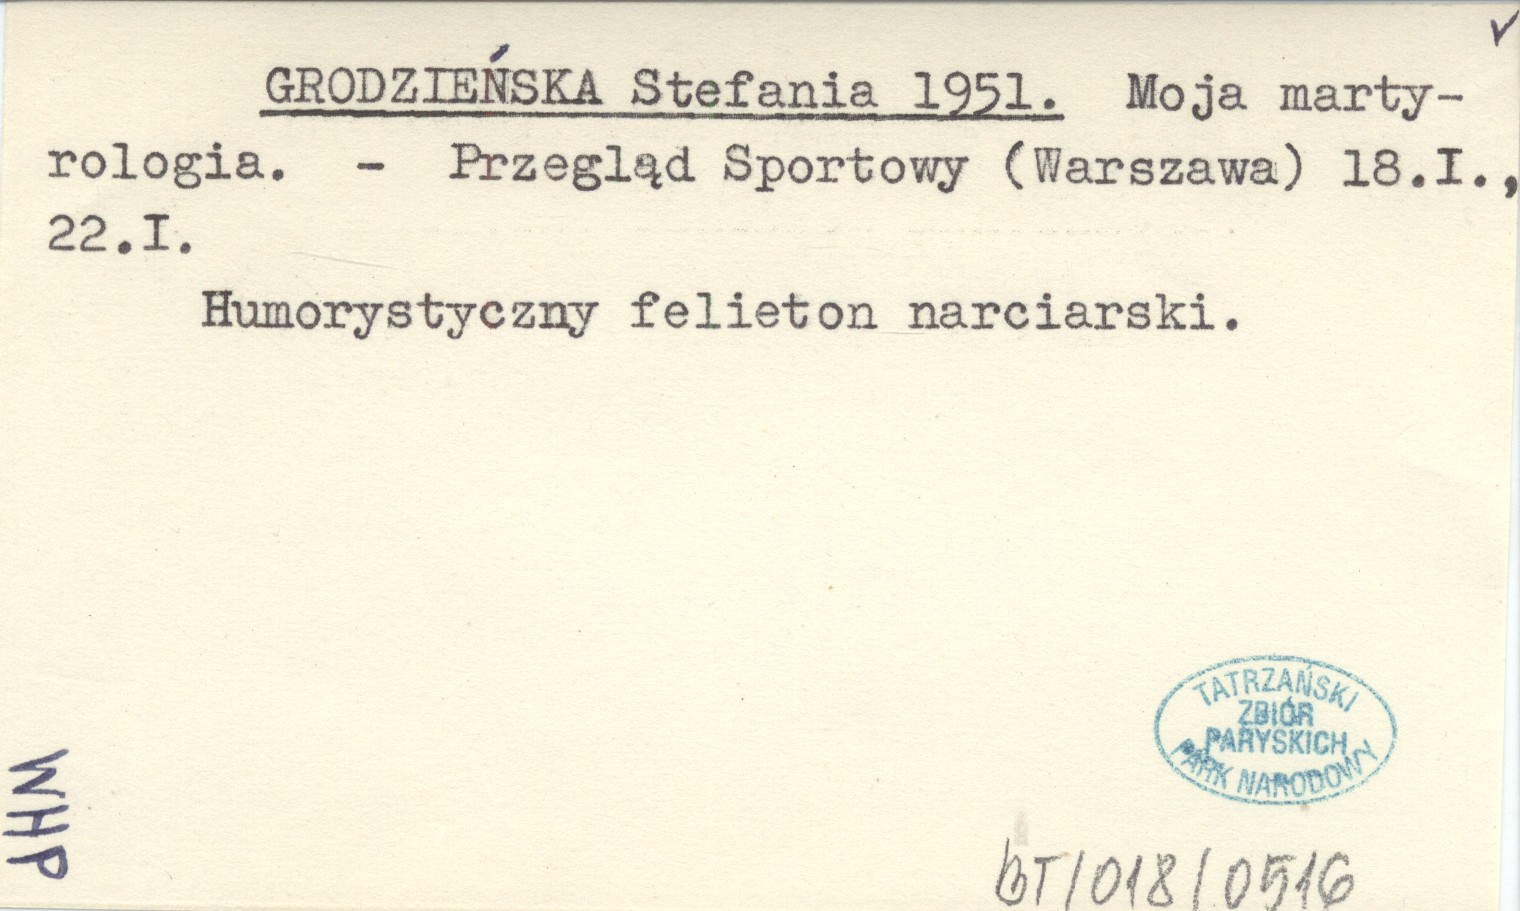 ✓
GRODZIEŃSKA Stefania 1951. Moja marty-
rologia. - Przegląd Sportowy (Warszawa) 18.I.,
22.I.
Humorystyczny felieton narciarski.
TATRZAŃSKI
ZBIÓR
PARYSKICH
PARK NARODOWY
WHP
bT/018/0516